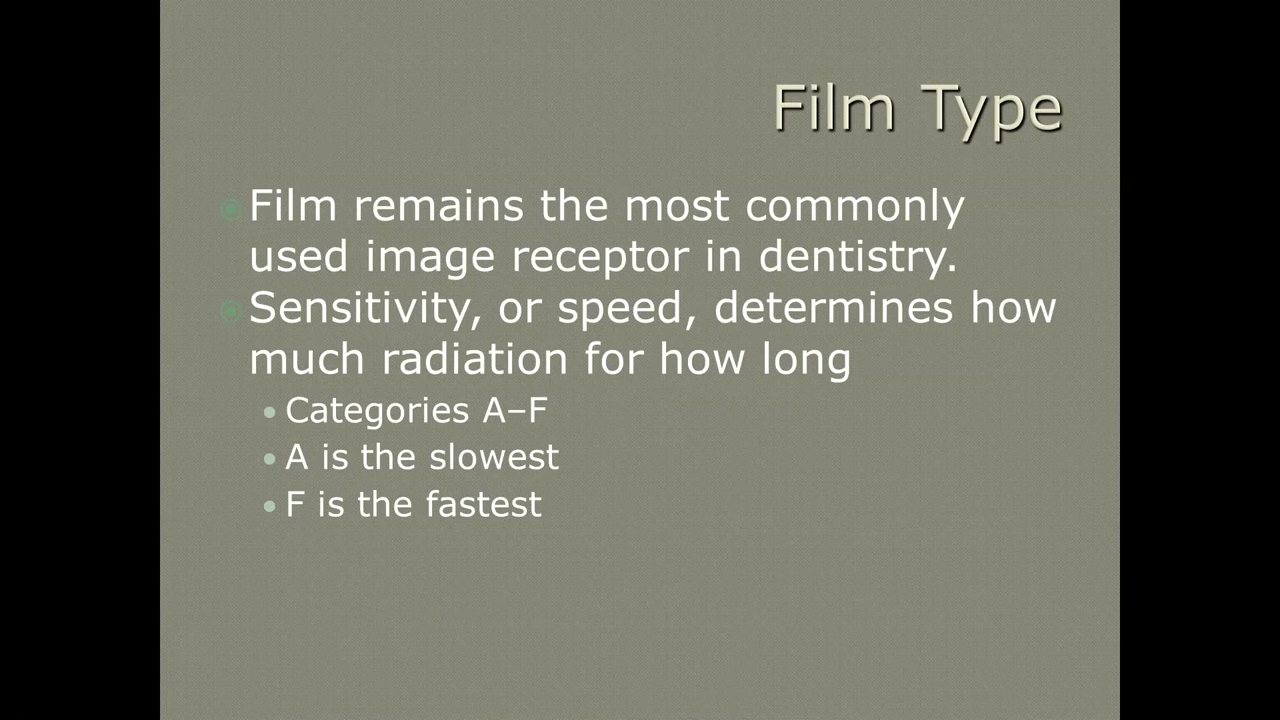 Film Type
Film remains the most commonly
used image receptor in dentistry.
Sensitivity, or speed, determines how
much radiation for how long
Categories A–F
A is the slowest
F is the fastest